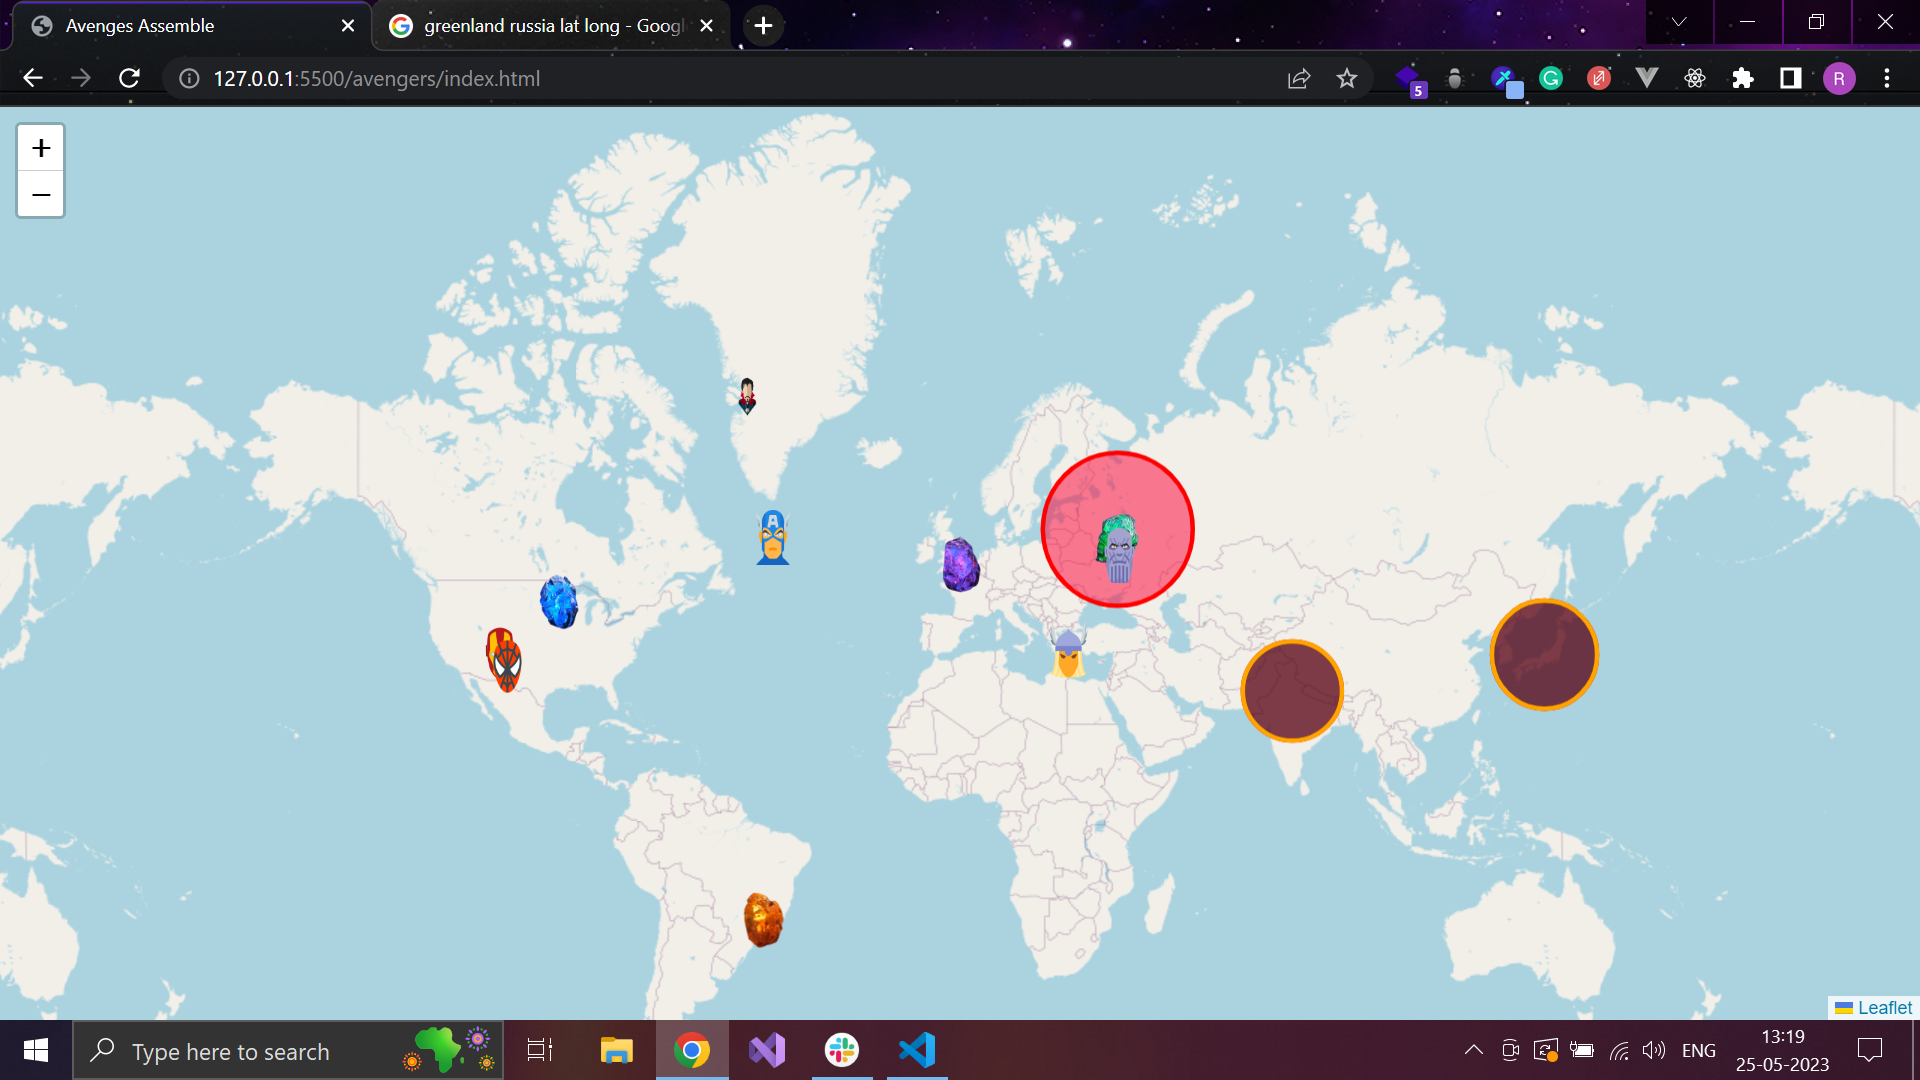 Avenges Assemble
greenland russia lat long - Googl
127.0.0.1:5500/avengers/index.html
5
R
+
−
A
Leaflet
Type here to search
ENG
13:19
25-05-2023